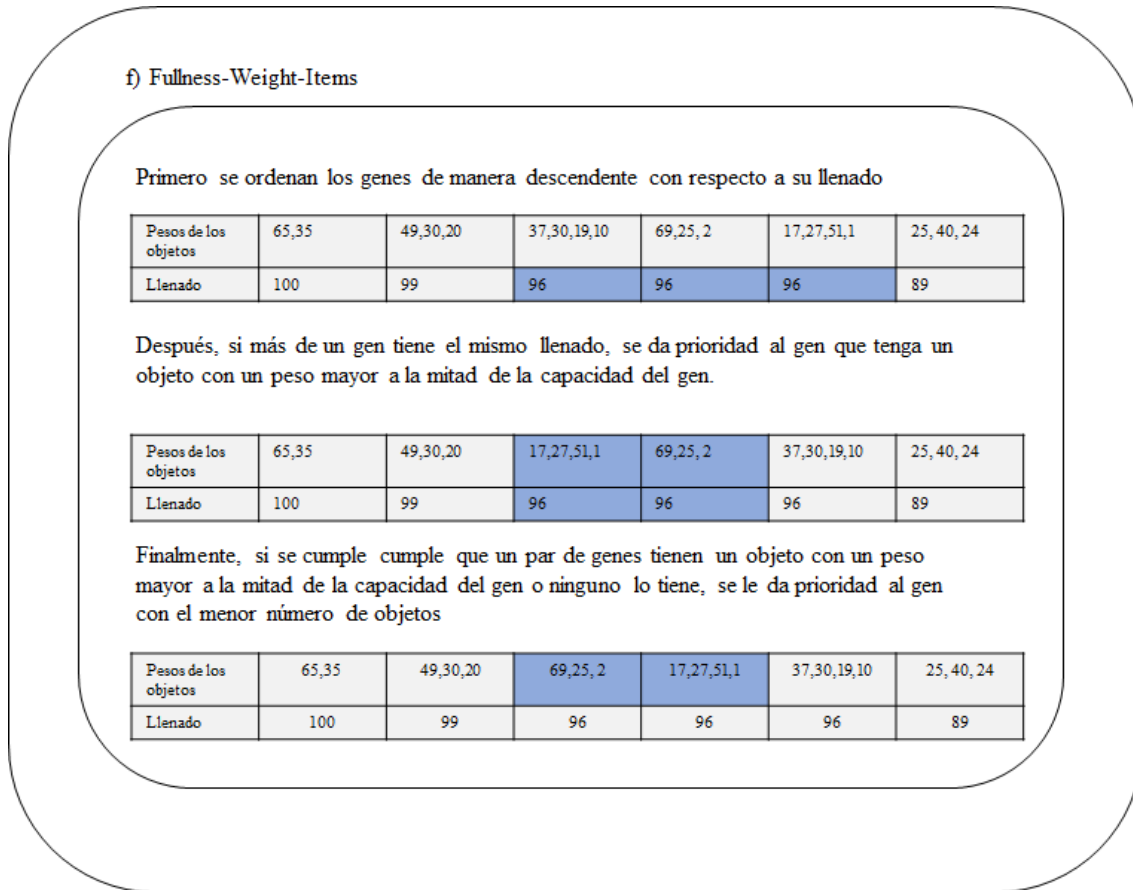 f) Fullness-Weight-Items
Primero se ordenan los genes de manera descendente con respecto a su llenado
Pesos de los objetos 65,35 49,30,20 37,30,19,10 69,25, 2 17,27,51,1 25, 40, 24
Llenado 100 99 96 96 96 89
Después, si más de un gen tiene el mismo llenado, se da prioridad al gen que tenga un
objeto con un peso mayor a la mitad de la capacidad del gen.
Pesos de los objetos 65,35 49,30,20 17,27,51,1 69,25, 2 37,30,19,10 25, 40, 24
Llenado 100 99 96 96 96 89
Finalmente, si se cumple cumple que un par de genes tienen un objeto con un peso
mayor a la mitad de la capacidad del gen o ninguno lo tiene, se le da prioridad al gen
con el menor número de objetos
Pesos de los objetos 65,35 49,30,20 69,25, 2 17,27,51,1 37,30,19,10 25, 40, 24
Llenado 100 99 96 96 96 89